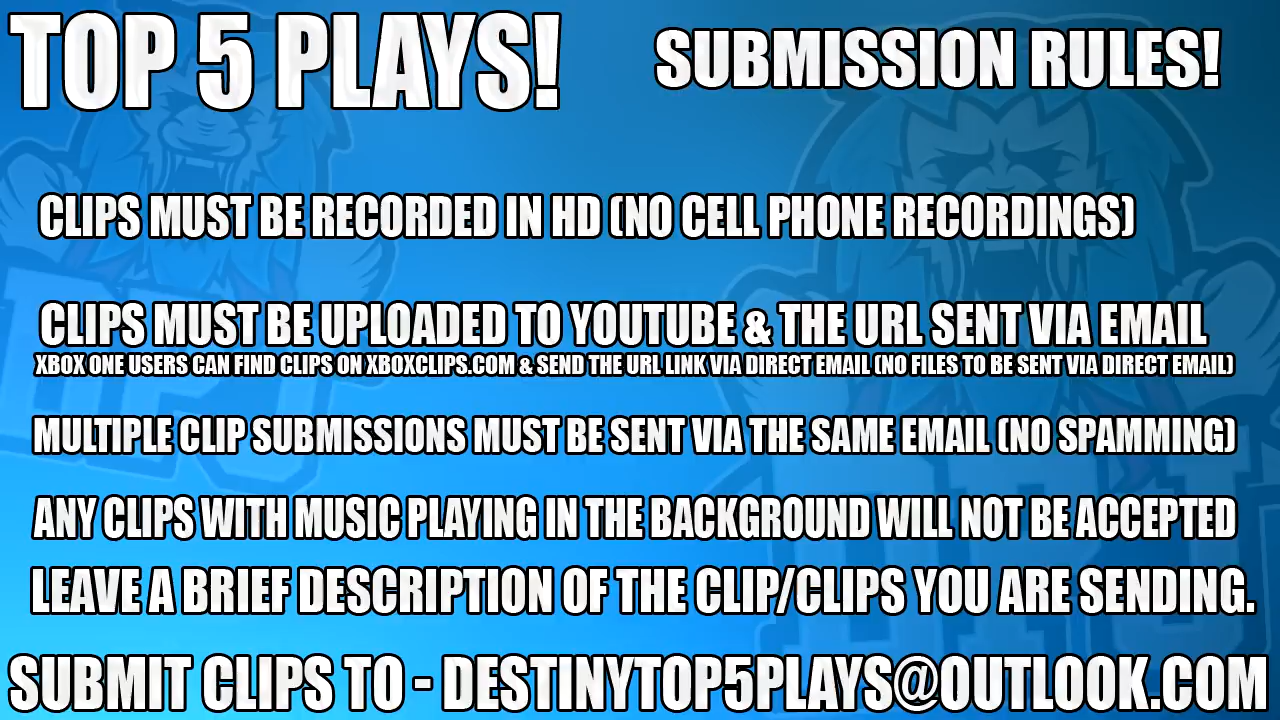 TOP 5 PLAYS!
SUBMISSION RULES!
CLIPS MUST BE RECORDED IN HD (NO CELL PHONE RECORDINGS)
CLIPS MUST BE UPLOADED TO YOUTUBE & THE URL SENT VIA EMAIL
XBOX ONE USERS CAN FIND CLIPS ON XBOXCLIPS.COM & SEND THE URL LINK VIA DIRECT EMAIL (NO FILES TO BE SENT VIA DIRECT EMAIL)
MULTIPLE CLIP SUBMISSIONS MUST BE SENT VIA THE SAME EMAIL (NO SPAMMING)
ANY CLIPS WITH MUSIC PLAYING IN THE BACKGROUND WILL NOT BE ACCEPTED
LEAVE A BRIEF DESCRIPTION OF THE CLIP/CLIPS YOU ARE SENDING.
SUBMIT CLIPS TO - DESTINYTOP5PLAYS@OUTLOOK.COM